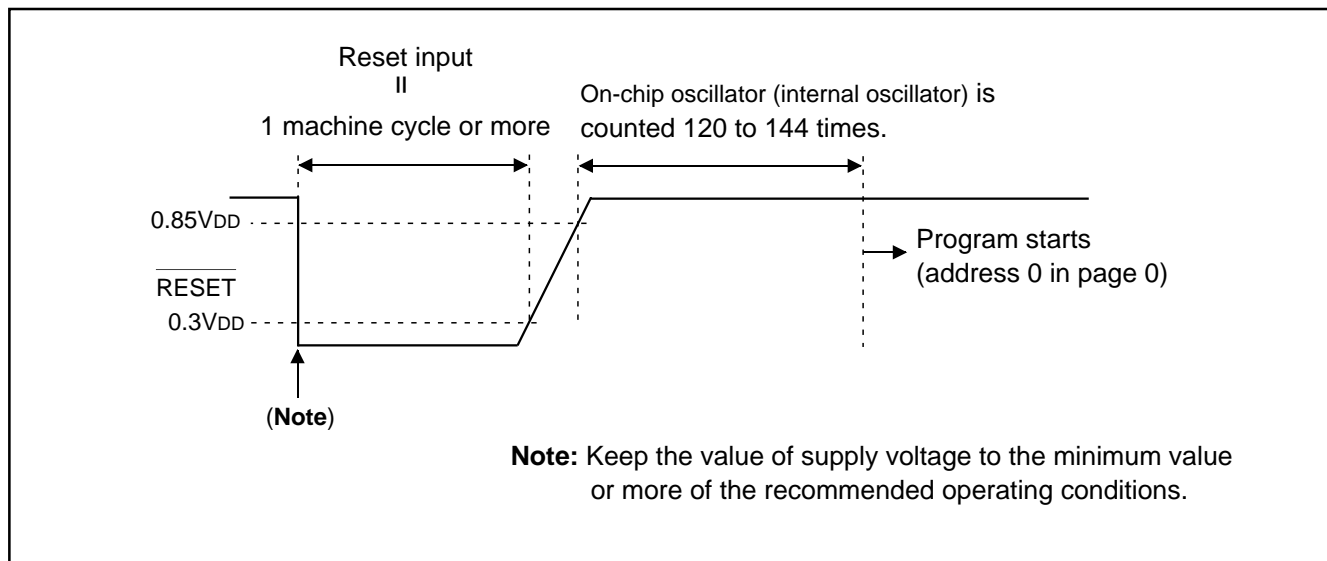 Reset input
=
1 machine cycle or more
On-chip oscillator (internal oscillator) is
counted 120 to 144 times.
0.85VDD
RESET
0.3VDD
Program starts
(address 0 in page 0)
(Note)
Note: Keep the value of supply voltage to the minimum value
or more of the recommended operating conditions.